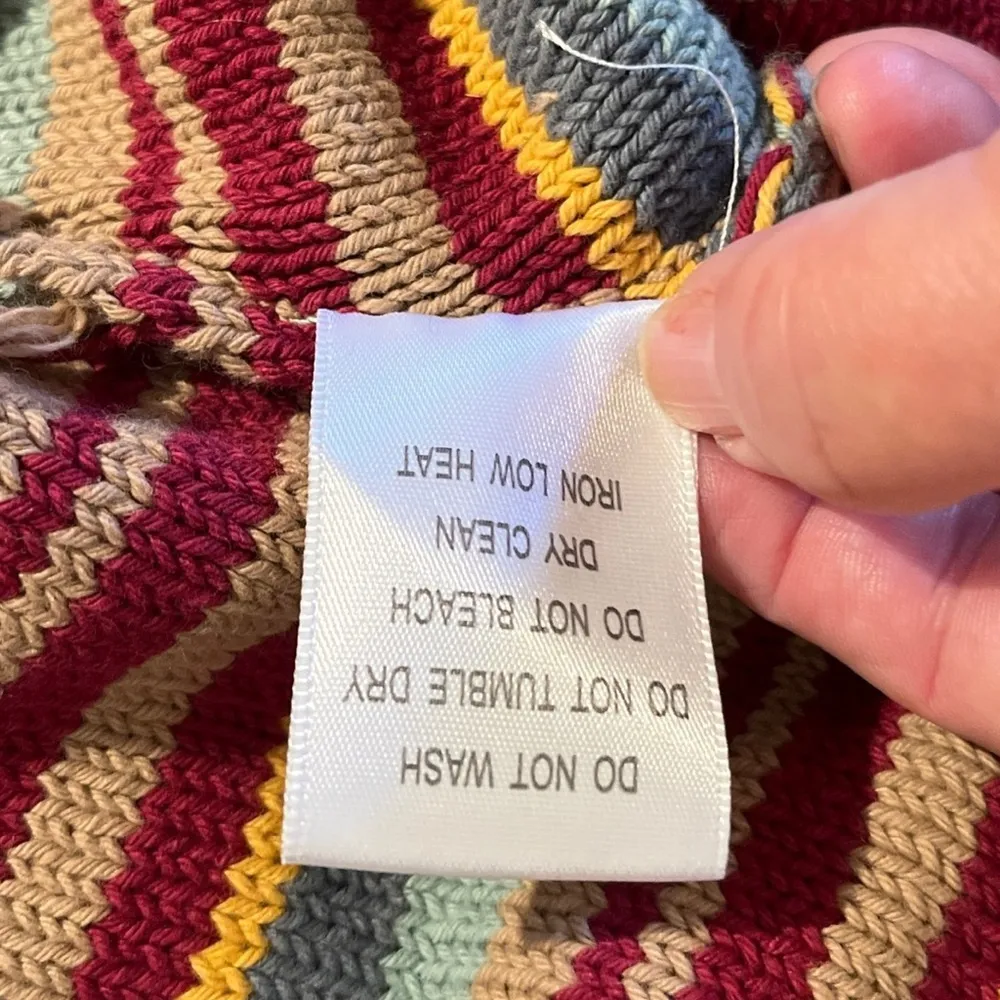 DO NOT WASH
DO NOT TUMBLE DRY
DO NOT BLEACH
DRY CLEAN
IRON LOW HEAT